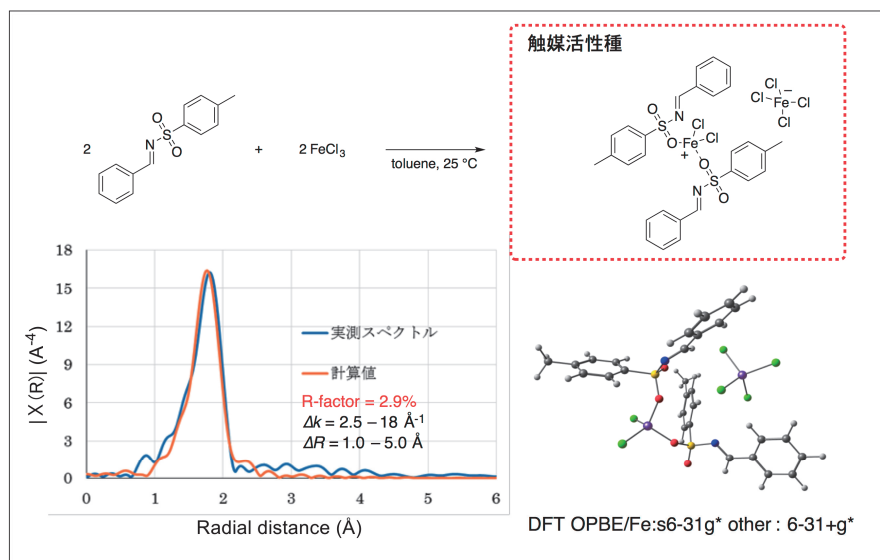 触媒活性種
2
N
S
O
O
+
2 FeCl₃
toluene, 25 °C
N
O
S
O
Cl
Fe
Cl
+
O
S
N
O
Cl
Cl
Fe
−
Cl
Cl
|X (R)| (A⁻⁴)
18
15
12
9
6
3
0
0 1 2 3 4 5 6
Radial distance (Å)
実測スペクトル
計算値
R-factor = 2.9%
Δk = 2.5 – 18 Å⁻¹
ΔR = 1.0 – 5.0 Å
DFT OPBE/Fe:s6-31g* other : 6-31+g*